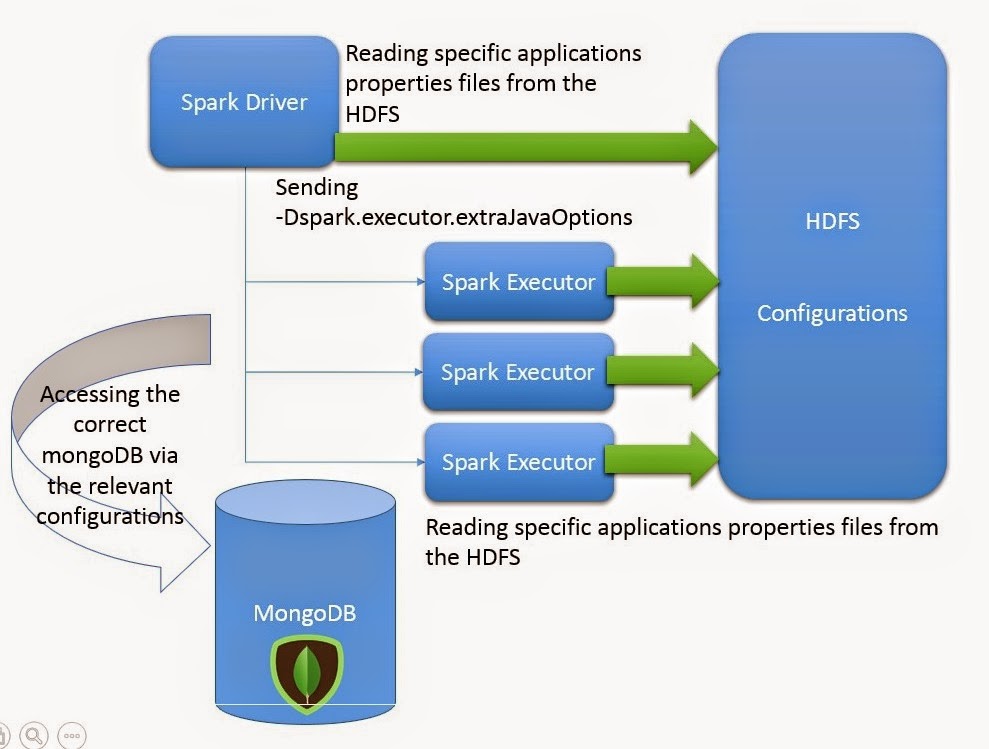 Spark Driver
Reading specific applications
properties files from the
HDFS
Sending
-Dspark.executor.extraJavaOptions
HDFS
Configurations
Spark Executor
Spark Executor
Spark Executor
Accessing the
correct
mongoDB via
the relevant
configurations
Reading specific applications properties files from
the HDFS
MongoDB